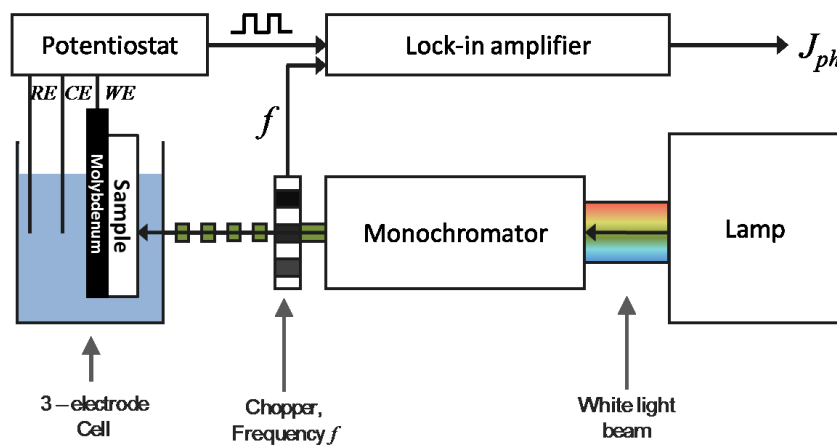 Potentiostat
Lock-in amplifier
J_ph
RE CE WE
f
Molybdenum
Sample
Monochromator
Lamp
3 – electrode
Cell
Chopper,
Frequency f
White light
beam